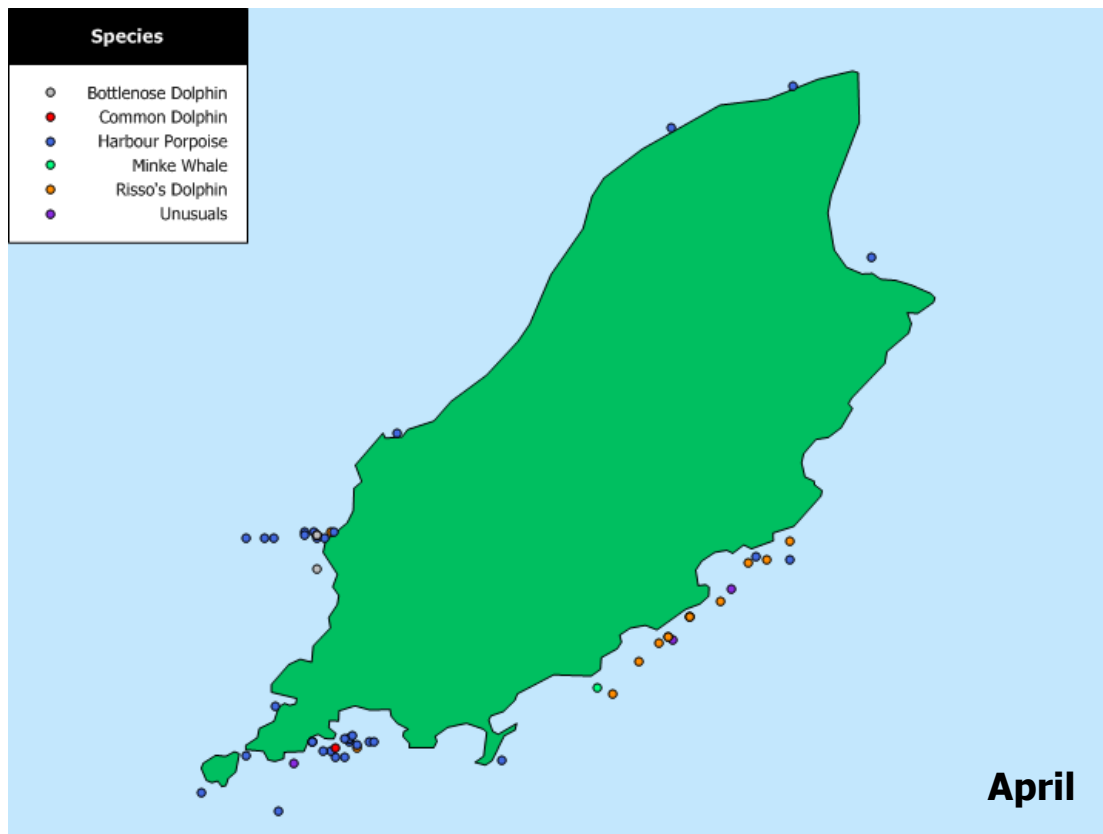 Species
Bottlenose Dolphin
Common Dolphin
Harbour Porpoise
Minke Whale
Risso's Dolphin
Unusuals
April